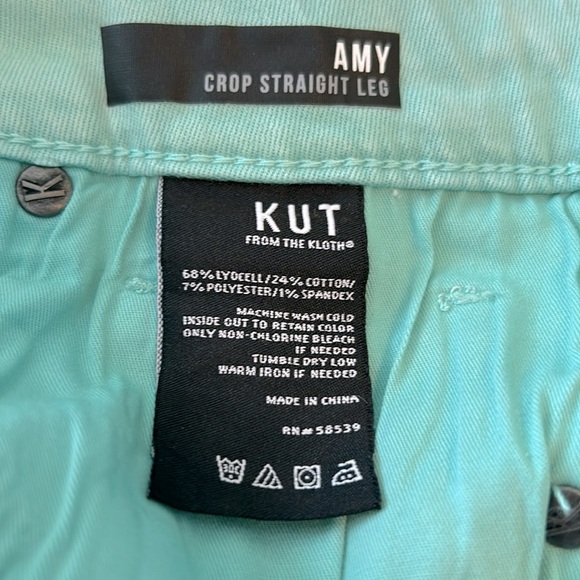 AMY
CROP STRAIGHT LEG
K
KUT
FROM THE KLOTH®
68% LYOCELL/24% COTTON/
7% POLYESTER/1% SPANDEX
MACHINE WASH COLD
INSIDE OUT TO RETAIN COLOR
ONLY NON-CHLORINE BLEACH
IF NEEDED
TUMBLE DRY LOW
WARM IRON IF NEEDED
MADE IN CHINA
RN# 58539
30C